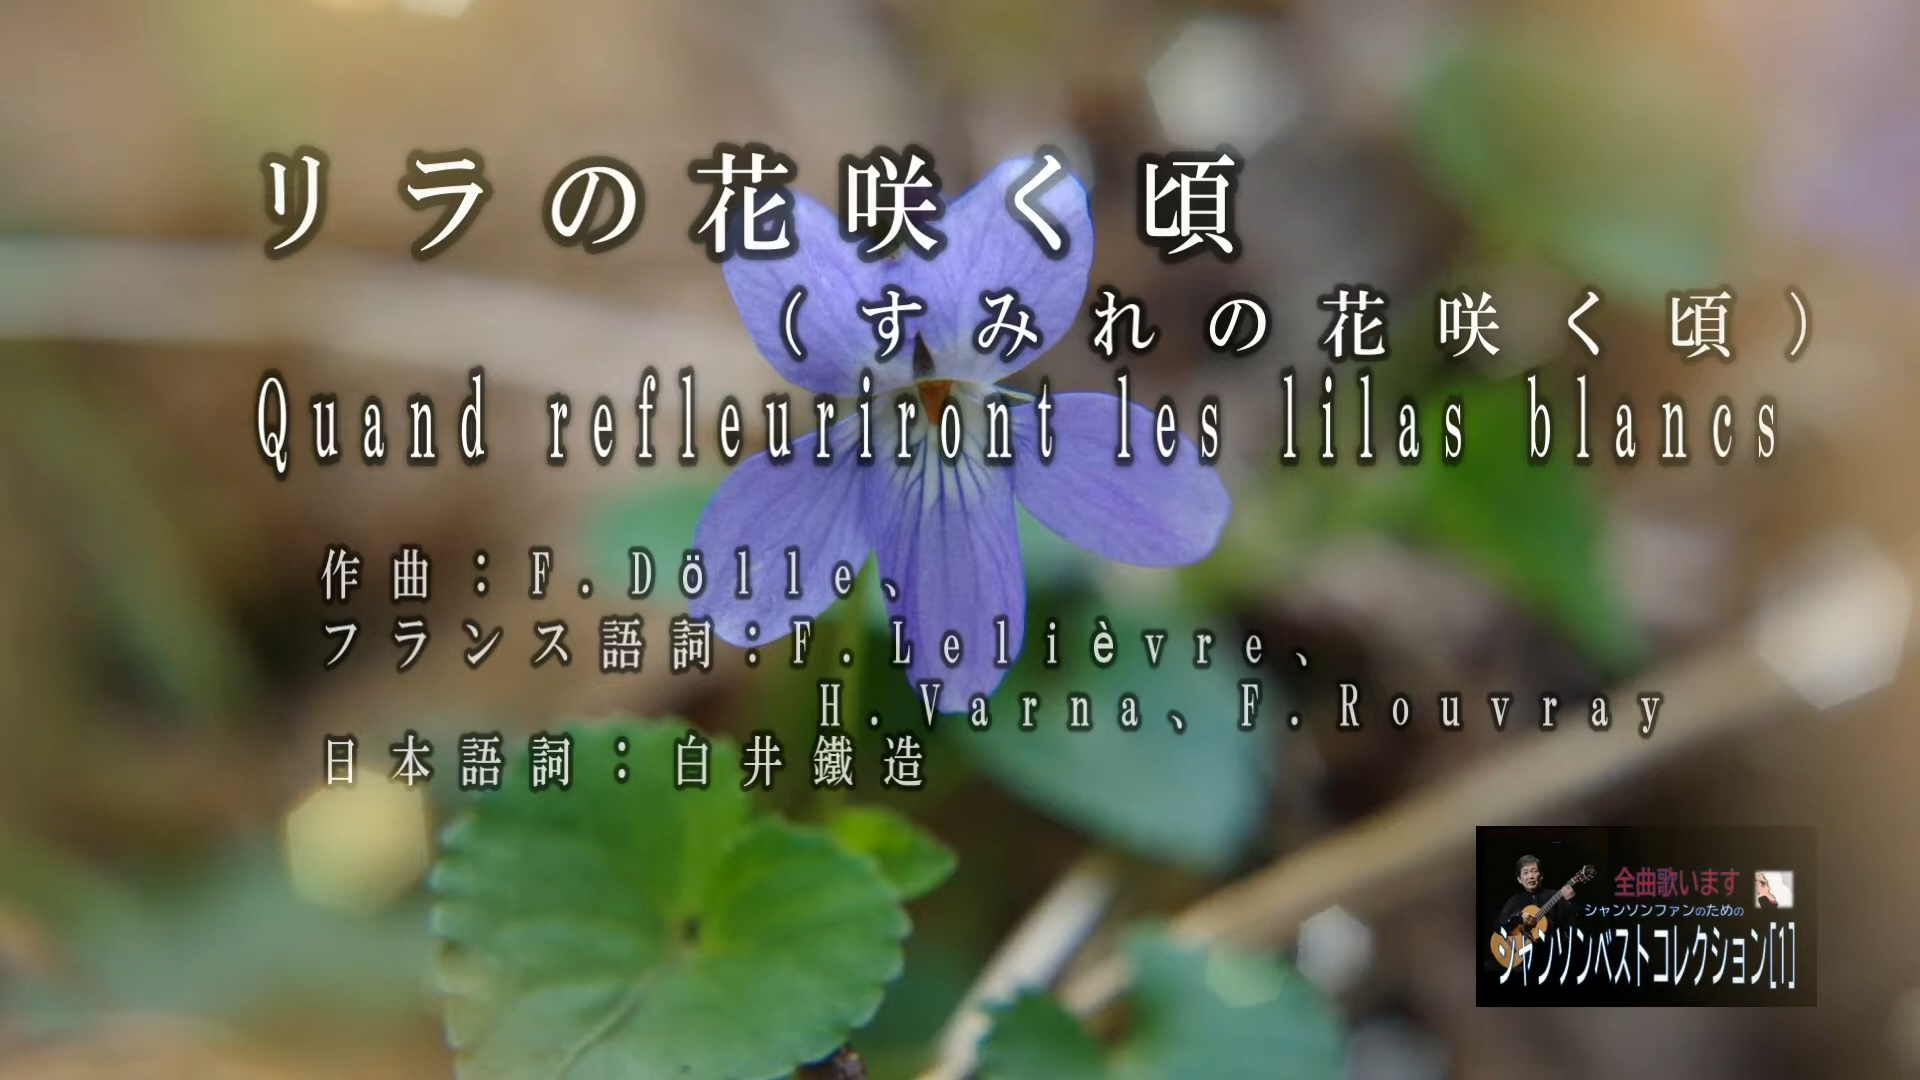 リラの花咲く頃
（すみれの花咲く頃）
Quand refleuriront les lilas blancs
作曲：F.Dölle、
フランス語詞：F.Lelièvre、
H.Varna、F.Rouvray
日本語詞：白井鐵造
全曲歌います
シャンソンファンのための
シャンソンベストコレクション[1]